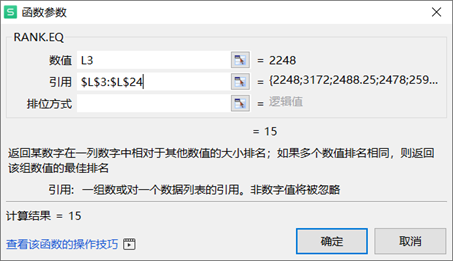 函数参数
RANK.EQ
数值 L3 = 2248
引用 $L$3:$L$24 = {2248;3172;2488.25;2478;259...
排位方式 = 逻辑值
= 15
返回某数字在一列数字中相对于其他数值的大小排名；如果多个数值排名相同，则返回
该组数值的最佳排名
引用：一组数或对一个数据列表的引用。非数字值将被忽略
计算结果 = 15
查看该函数的操作技巧 确定 取消